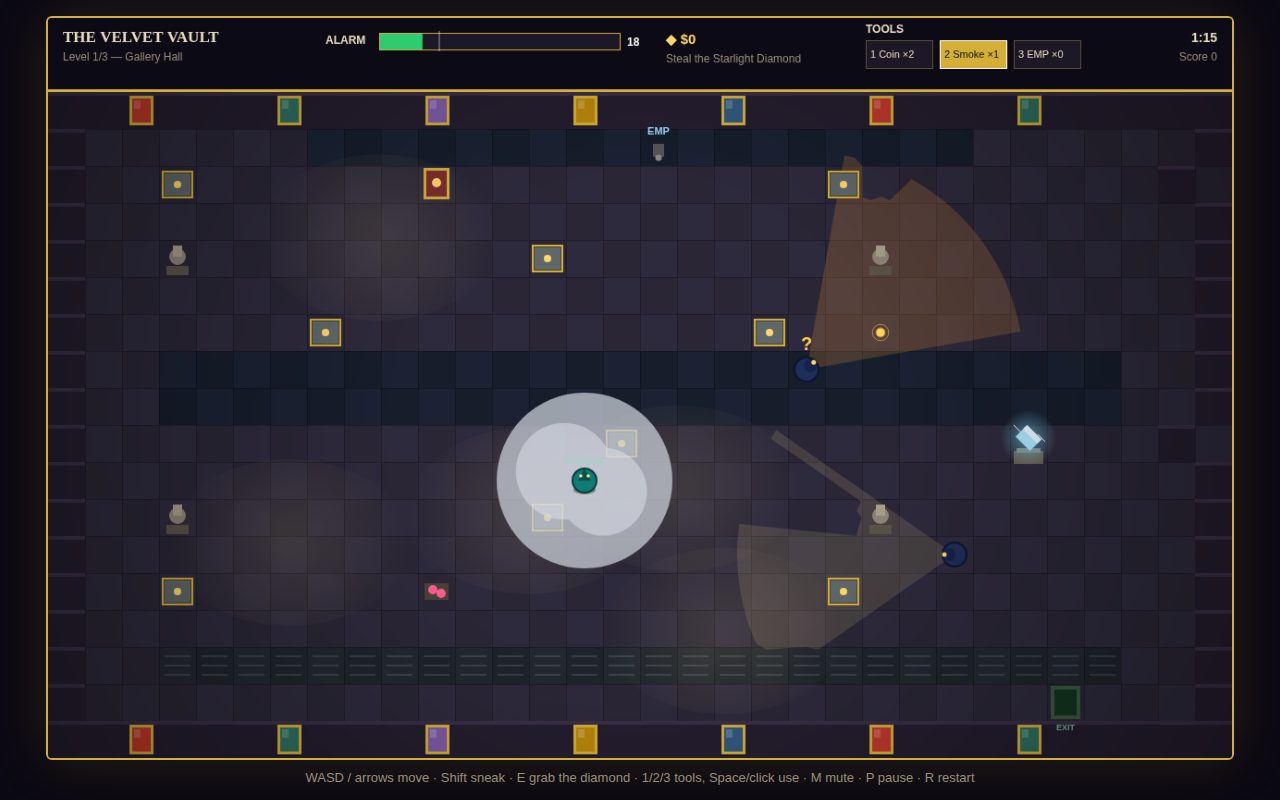 THE VELVET VAULT
Level 1/3 — Gallery Hall
ALARM
18
◆ $0
Steal the Starlight Diamond
TOOLS
1 Coin ×2
2 Smoke ×1
3 EMP ×0
1:15
Score 0
EMP
?
EXIT
WASD / arrows move · Shift sneak · E grab the diamond · 1/2/3 tools, Space/click use · M mute · P pause · R restart